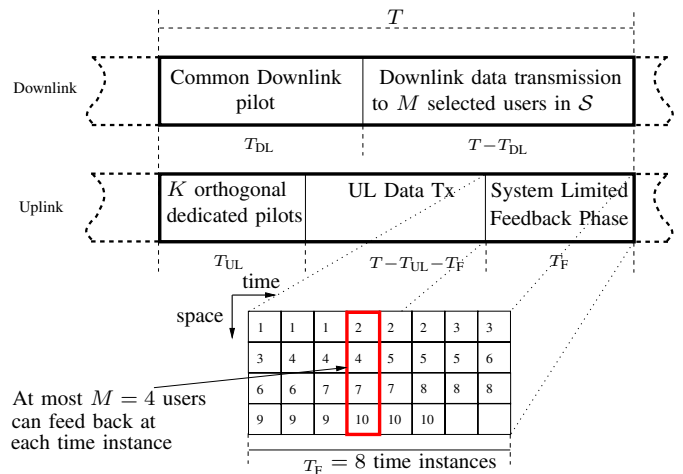 T
Downlink
Common Downlink pilot
Downlink data transmission to M selected users in 𝒮
T_DL
T−T_DL
Uplink
K orthogonal dedicated pilots
UL Data Tx
System Limited Feedback Phase
T_UL
T−T_UL−T_F
T_F
time
space
1 1 1 2 2 2 3 3
3 4 4 4 5 5 5 6
6 6 7 7 7 8 8 8
9 9 9 10 10 10
At most M = 4 users
can feed back at
each time instance
T_F = 8 time instances